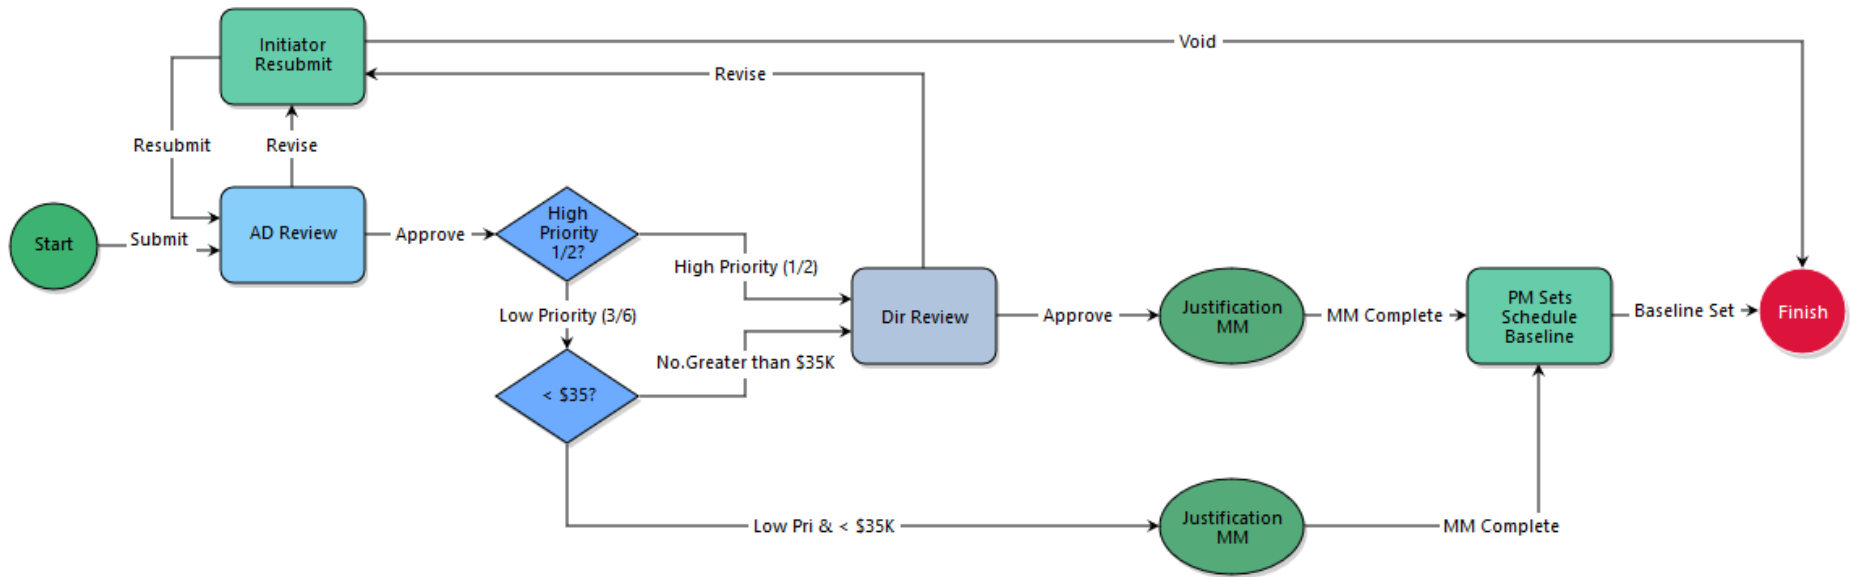 Initiator
Resubmit
Void
Revise
Resubmit
Revise
Start
Submit
AD Review
Approve
High
Priority
1/2?
High Priority (1/2)
Low Priority (3/6)
Dir Review
Approve
Justification
MM
MM Complete
PM Sets
Schedule
Baseline
Baseline Set
Finish
No.Greater than $35K
< $35?
Low Pri & < $35K
Justification
MM
MM Complete